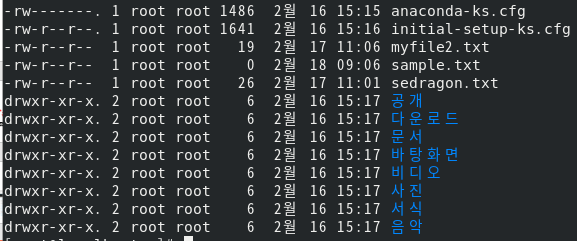 -rw-------. 1 root root 1486  2월 16 15:15 anaconda-ks.cfg
-rw-r--r--. 1 root root 1641  2월 16 15:16 initial-setup-ks.cfg
-rw-r--r--  1 root root   19  2월 17 11:06 myfile2.txt
-rw-r--r--  1 root root    0  2월 18 09:06 sample.txt
-rw-r--r--  1 root root   26  2월 17 11:01 sedragon.txt
drwxr-xr-x. 2 root root    6  2월 16 15:17 공개
drwxr-xr-x. 2 root root    6  2월 16 15:17 다운로드
drwxr-xr-x. 2 root root    6  2월 16 15:17 문서
drwxr-xr-x. 2 root root    6  2월 16 15:17 바탕화면
drwxr-xr-x. 2 root root    6  2월 16 15:17 비디오
drwxr-xr-x. 2 root root    6  2월 16 15:17 사진
drwxr-xr-x. 2 root root    6  2월 16 15:17 서식
drwxr-xr-x. 2 root root    6  2월 16 15:17 음악